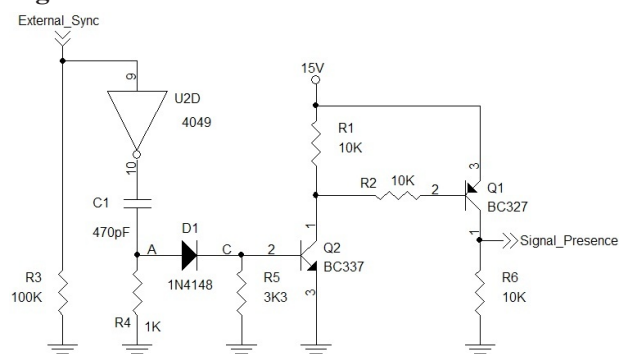 External_Sync
9
U2D
4049
10
C1
470pF
A
D1
1N4148
C
2
R3
100K
R4
1K
R5
3K3
15V
R1
10K
R2
10K
2
3
Q1
BC327
1
Signal_Presence
1
Q2
BC337
3
R6
10K